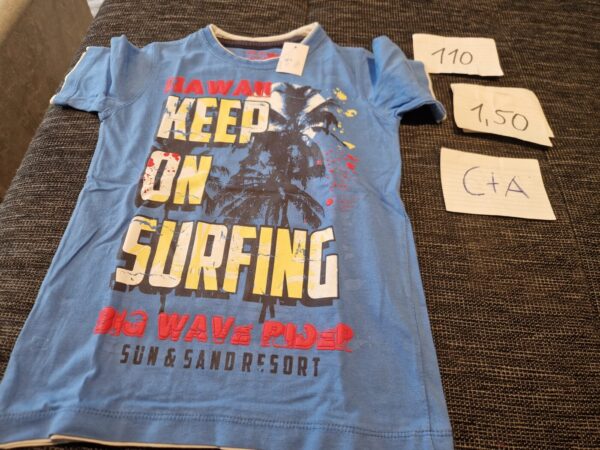 HAWAII
KEEP
ON
SURFING
BIG WAVE RIDER
SUN & SAND RESORT
110
1,50
C+A